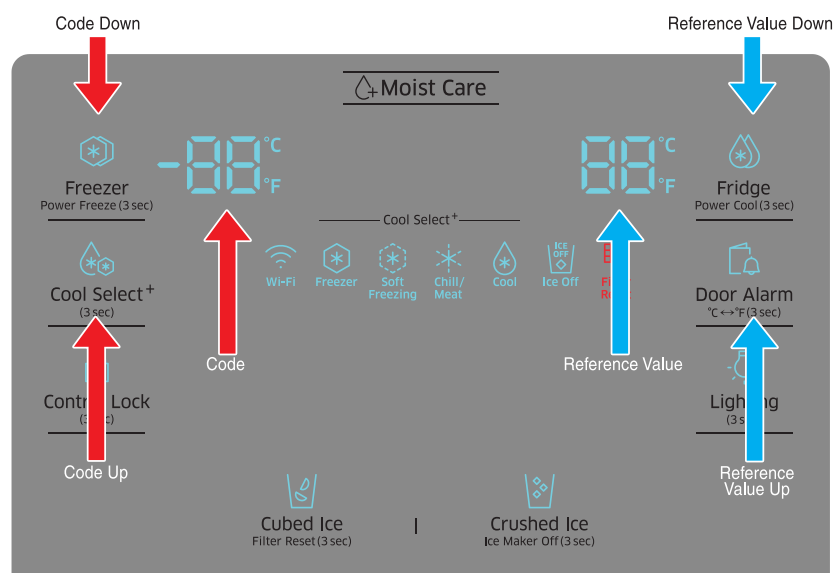 Code Down
Reference Value Down
Moist Care
-88 °C
°F
88 °C
°F
Freezer
Power Freeze (3 sec)
Fridge
Power Cool (3 sec)
Cool Select+
Wi-Fi
Freezer
Soft
Freezing
Chill/
Meat
Cool
ICE
OFF
Ice Off
Cool Select+
(3 sec)
Door Alarm
°C↔°F (3 sec)
Code
Reference Value
Lock
Code Up
Reference
Value Up
Cubed Ice
Filter Reset (3 sec)
|
Crushed Ice
Ice Maker Off (3 sec)